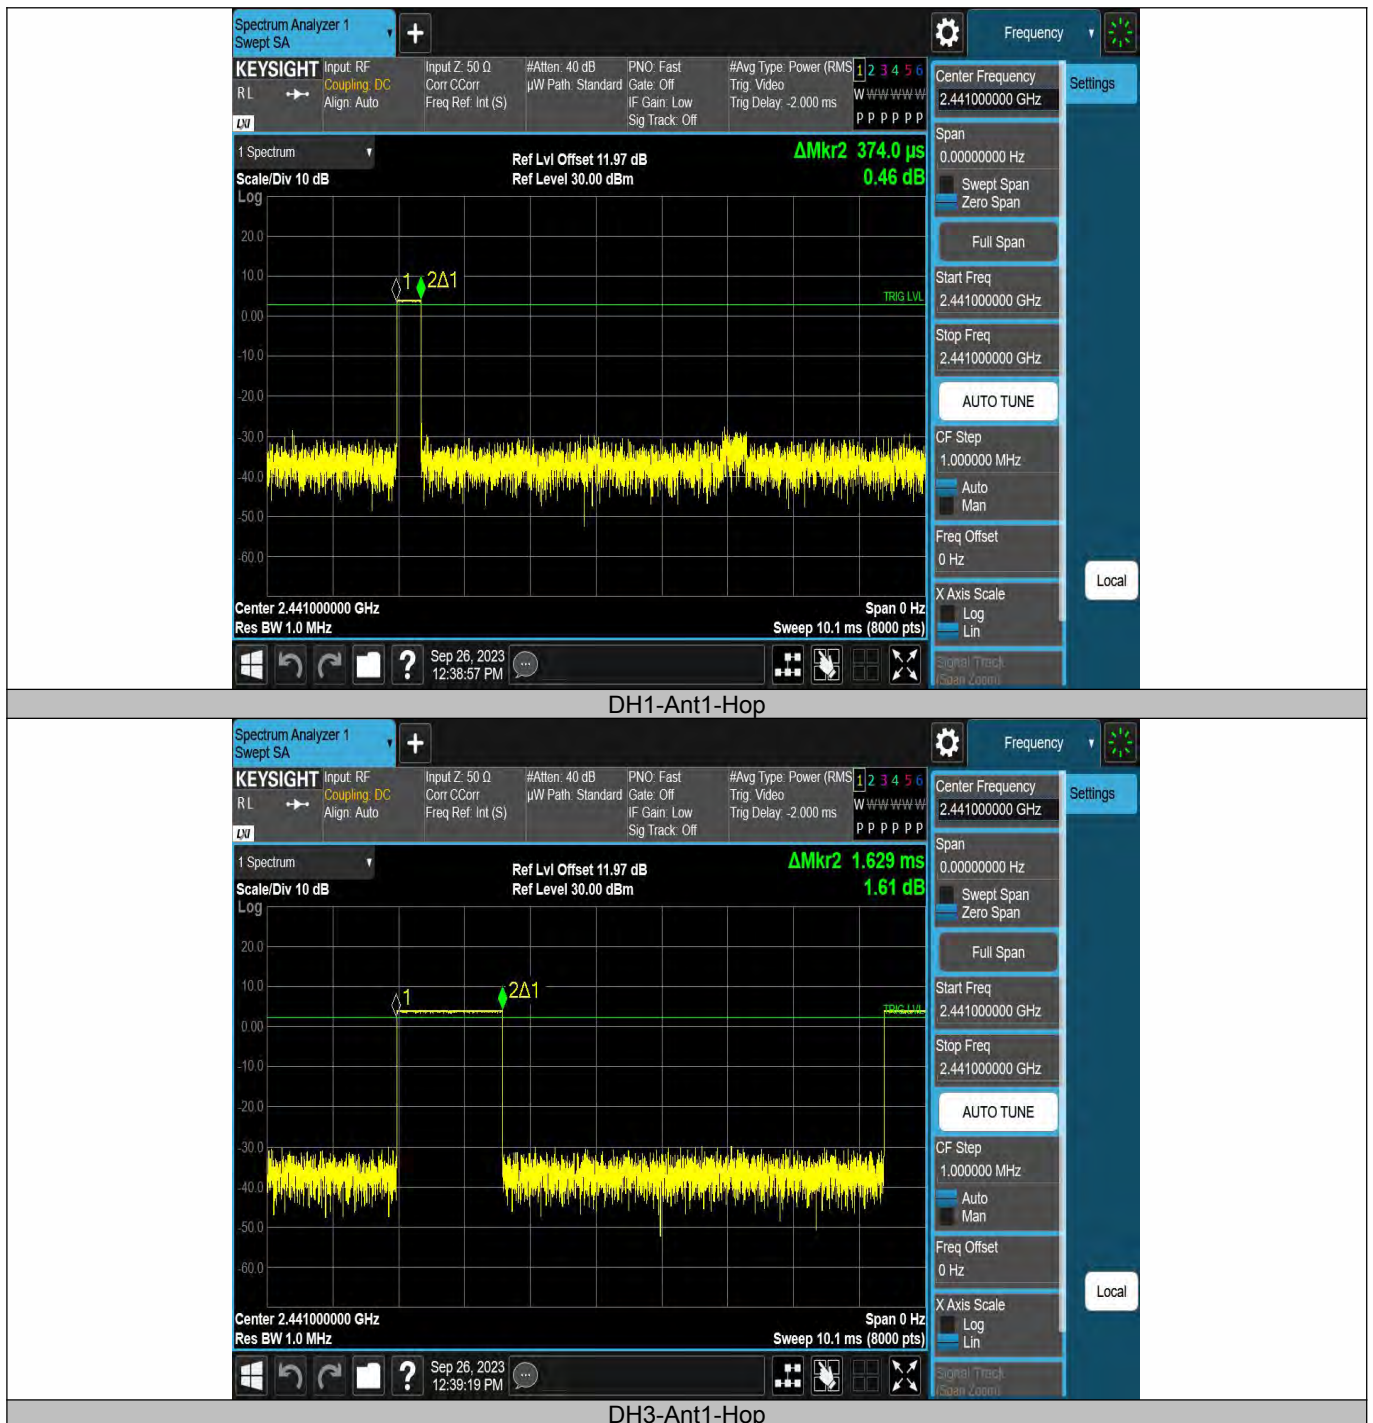 Spectrum Analyzer 1
Swept SA
Frequency
KEYSIGHT
R L
LXI
Input: RF
Coupling: DC
Align: Auto
Input Z: 50 Ω
Corr CCorr
Freq Ref: Int (S)
#Atten: 40 dB
µW Path: Standard
PNO: Fast
Gate: Off
IF Gain: Low
Sig Track: Off
#Avg Type: Power (RMS
Trig: Video
Trig Delay: -2.000 ms
1 2 3 4 5 6
W W W W W W
P P P P P P
1 Spectrum
Scale/Div 10 dB
Log
Ref Lvl Offset 11.97 dB
Ref Level 30.00 dBm
ΔMkr2 374.0 µs
0.46 dB
20.0
10.0
0.00
-10.0
-20.0
-30.0
-40.0
-50.0
-60.0
1
2Δ1
TRIG LVL
Center 2.441000000 GHz
Res BW 1.0 MHz
Span 0 Hz
Sweep 10.1 ms (8000 pts)
Sep 26, 2023
12:38:57 PM
Center Frequency
2.441000000 GHz
Settings
Span
0.00000000 Hz
Swept Span
Zero Span
Full Span
Start Freq
2.441000000 GHz
Stop Freq
2.441000000 GHz
AUTO TUNE
CF Step
1.000000 MHz
Auto
Man
Freq Offset
0 Hz
X Axis Scale
Log
Lin
Signal Track
(Span Zoom)
Local
DH1-Ant1-Hop
Spectrum Analyzer 1
Swept SA
Frequency
KEYSIGHT
R L
LXI
Input: RF
Coupling: DC
Align: Auto
Input Z: 50 Ω
Corr CCorr
Freq Ref: Int (S)
#Atten: 40 dB
µW Path: Standard
PNO: Fast
Gate: Off
IF Gain: Low
Sig Track: Off
#Avg Type: Power (RMS
Trig: Video
Trig Delay: -2.000 ms
1 2 3 4 5 6
W W W W W W
P P P P P P
1 Spectrum
Scale/Div 10 dB
Log
Ref Lvl Offset 11.97 dB
Ref Level 30.00 dBm
ΔMkr2 1.629 ms
1.61 dB
20.0
10.0
0.00
-10.0
-20.0
-30.0
-40.0
-50.0
-60.0
1
2Δ1
TRIG LVL
Center 2.441000000 GHz
Res BW 1.0 MHz
Span 0 Hz
Sweep 10.1 ms (8000 pts)
Sep 26, 2023
12:39:19 PM
Center Frequency
2.441000000 GHz
Settings
Span
0.00000000 Hz
Swept Span
Zero Span
Full Span
Start Freq
2.441000000 GHz
Stop Freq
2.441000000 GHz
AUTO TUNE
CF Step
1.000000 MHz
Auto
Man
Freq Offset
0 Hz
X Axis Scale
Log
Lin
Signal Track
(Span Zoom)
Local
DH3-Ant1-Hop